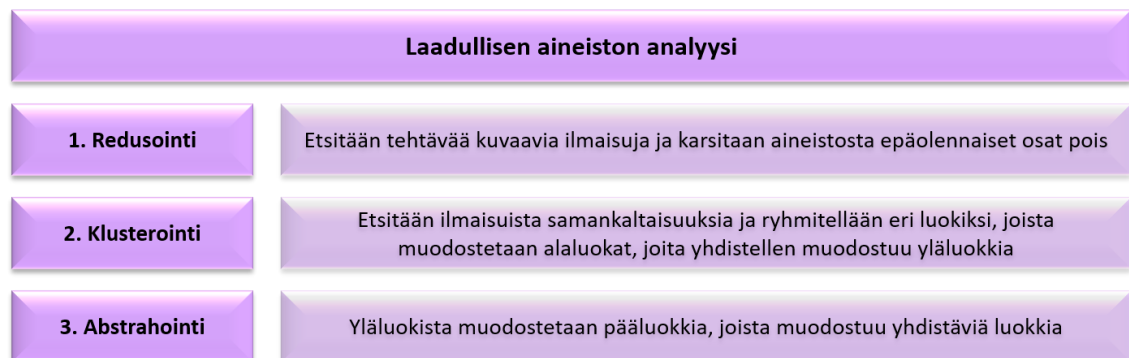 Laadullisen aineiston analyysi
1. Redusointi
Etsitään tehtävää kuvaavia ilmaisuja ja karsitaan aineistosta epäolennaiset osat pois
2. Klusterointi
Etsitään ilmaisuista samankaltaisuuksia ja ryhmitellään eri luokiksi, joista
muodostetaan alaluokat, joita yhdistellen muodostuu yläluokkia
3. Abstrahointi
Yläluokista muodostetaan pääluokkia, joista muodostuu yhdistäviä luokkia